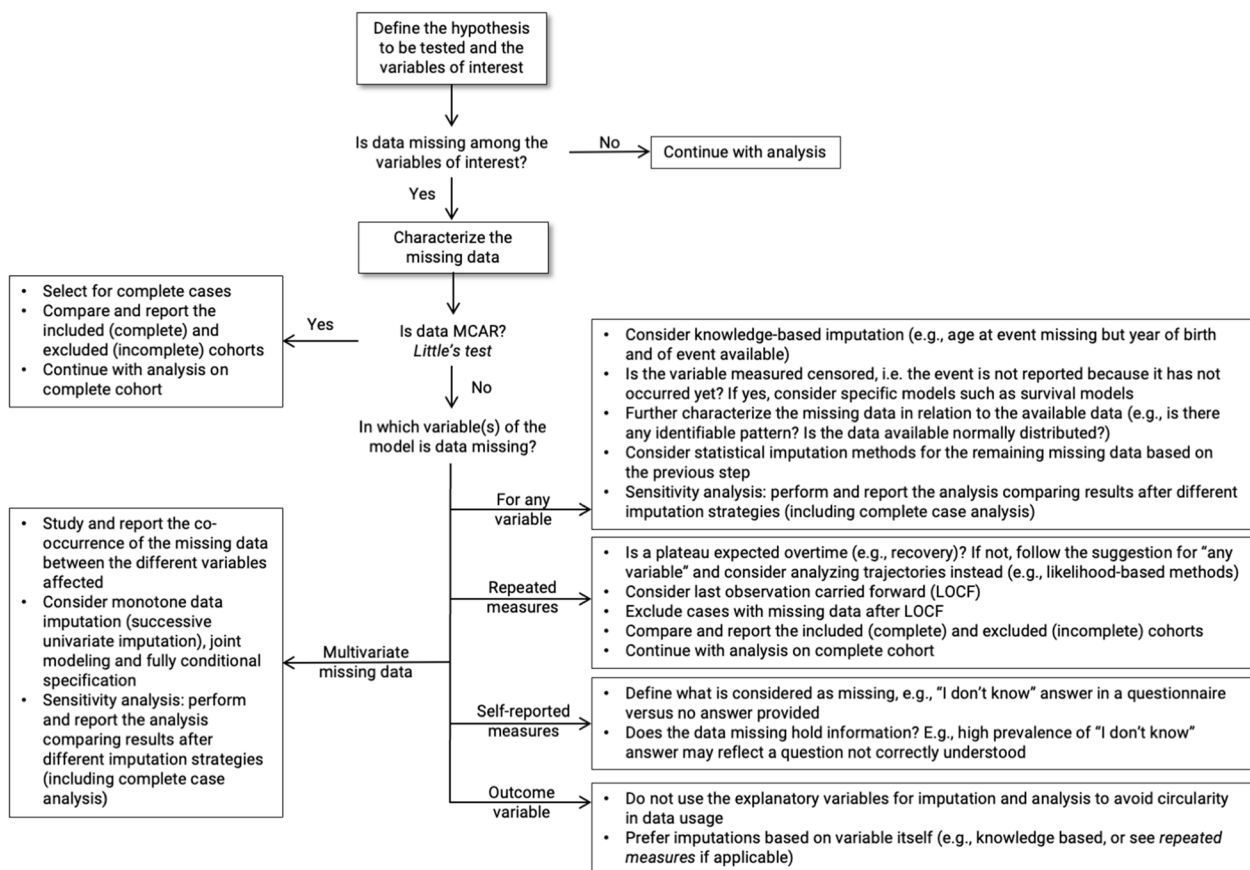 Define the hypothesis
to be tested and the
variables of interest
Is data missing among the
variables of interest?
No
Continue with analysis
Yes
Characterize the
missing data
Is data MCAR?
Little's test
Yes
• Select for complete cases
• Compare and report the
included (complete) and
excluded (incomplete) cohorts
• Continue with analysis on
complete cohort
No
In which variable(s) of the
model is data missing?
For any
variable
• Consider knowledge-based imputation (e.g., age at event missing but year of birth
and of event available)
• Is the variable measured censored, i.e. the event is not reported because it has not
occurred yet? If yes, consider specific models such as survival models
• Further characterize the missing data in relation to the available data (e.g., is there
any identifiable pattern? Is the data available normally distributed?)
• Consider statistical imputation methods for the remaining missing data based on
the previous step
• Sensitivity analysis: perform and report the analysis comparing results after different
imputation strategies (including complete case analysis)
Repeated
measures
• Is a plateau expected overtime (e.g., recovery)? If not, follow the suggestion for “any
variable” and consider analyzing trajectories instead (e.g., likelihood-based methods)
• Consider last observation carried forward (LOCF)
• Exclude cases with missing data after LOCF
• Compare and report the included (complete) and excluded (incomplete) cohorts
• Continue with analysis on complete cohort
Multivariate
missing data
• Study and report the co-
occurrence of the missing data
between the different variables
affected
• Consider monotone data
imputation (successive
univariate imputation), joint
modeling and fully conditional
specification
• Sensitivity analysis: perform
and report the analysis
comparing results after
different imputation strategies
(including complete case
analysis)
Self-reported
measures
• Define what is considered as missing, e.g., “I don’t know” answer in a questionnaire
versus no answer provided
• Does the data missing hold information? E.g., high prevalence of “I don’t know”
answer may reflect a question not correctly understood
Outcome
variable
• Do not use the explanatory variables for imputation and analysis to avoid circularity
in data usage
• Prefer imputations based on variable itself (e.g., knowledge based, or see repeated
measures if applicable)